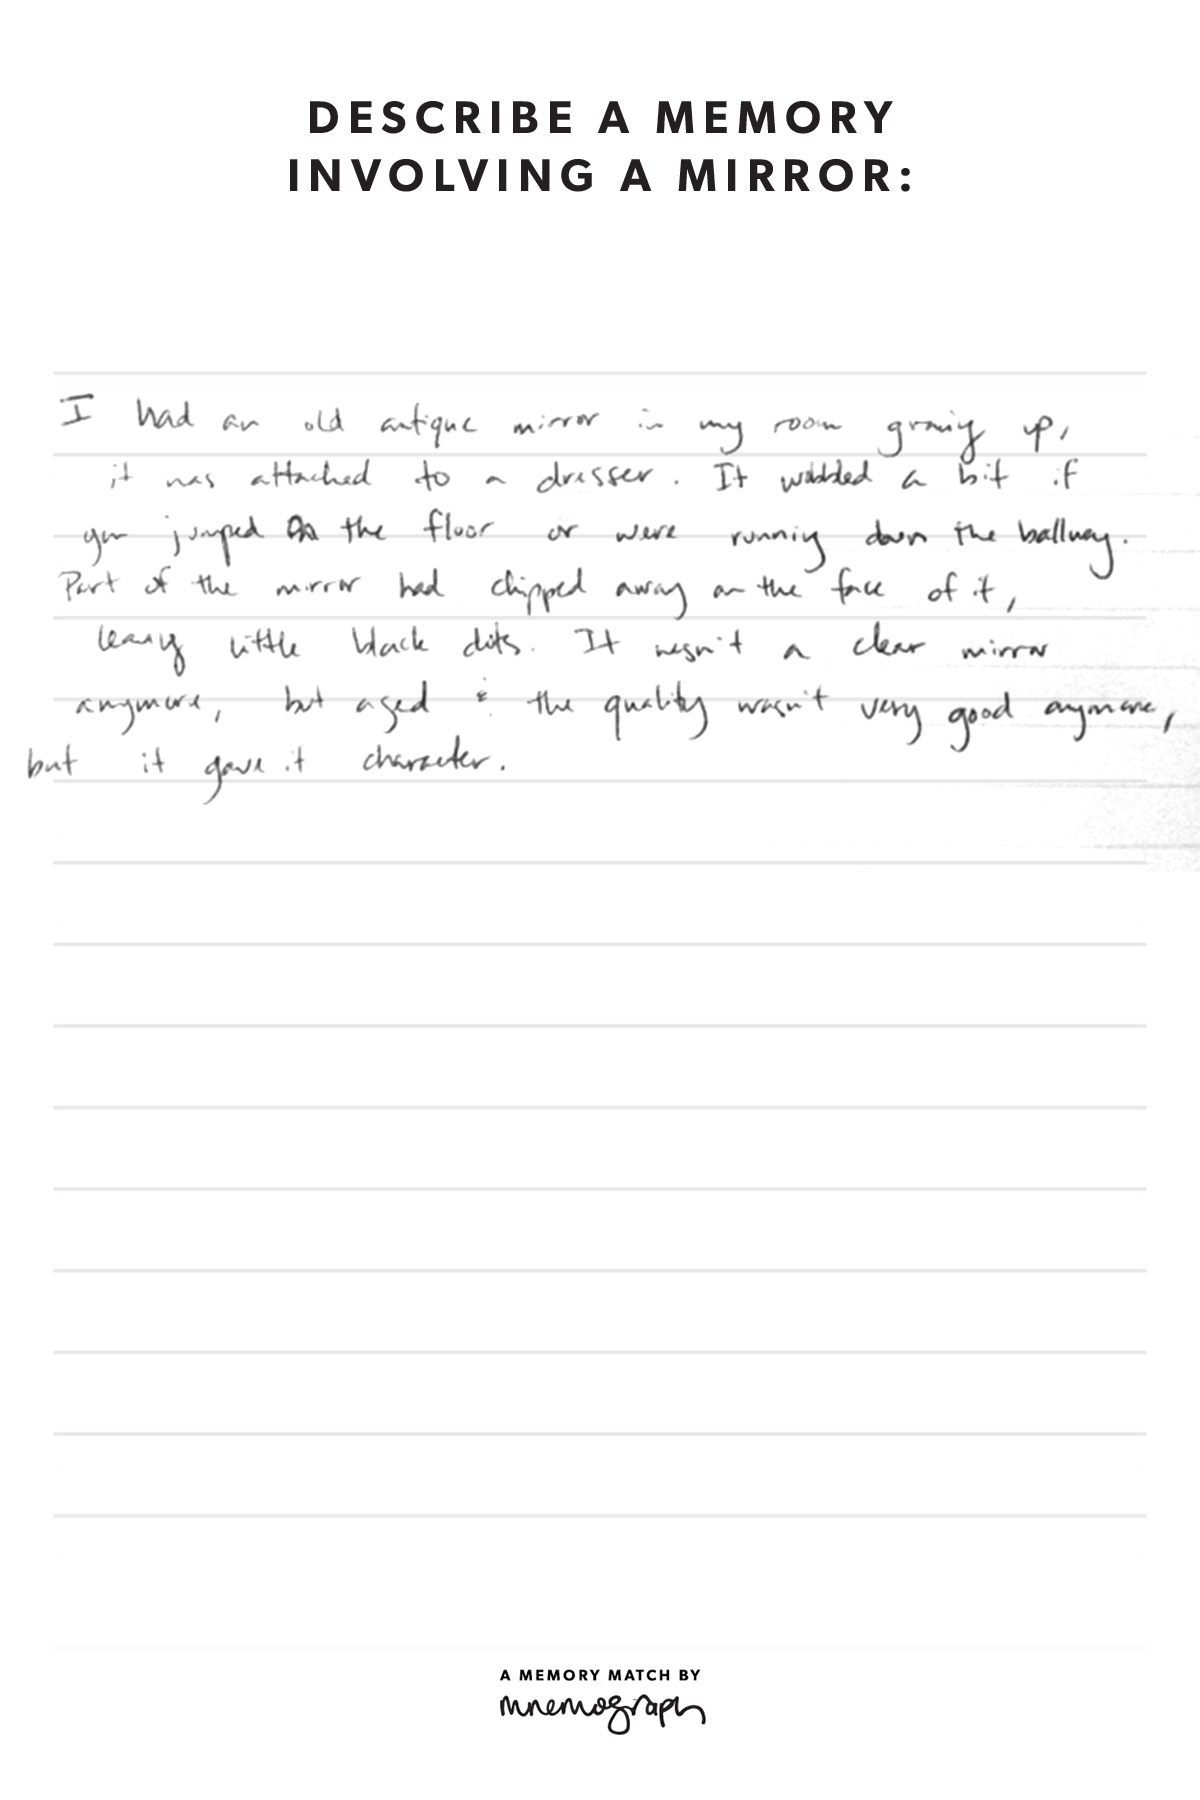 DESCRIBE A MEMORY
INVOLVING A MIRROR:
I had an old antique mirror in my room growing up,
it was attached to a dresser. It wobbled a bit if
you jumped on the floor or were running down the hallway.
Part of the mirror had chipped away on the face of it,
leaving little black dots. It wasn't a clear mirror
anymore, but aged & the quality wasn't very good anymore,
but it gave it character.
A MEMORY MATCH BY
mnemograph